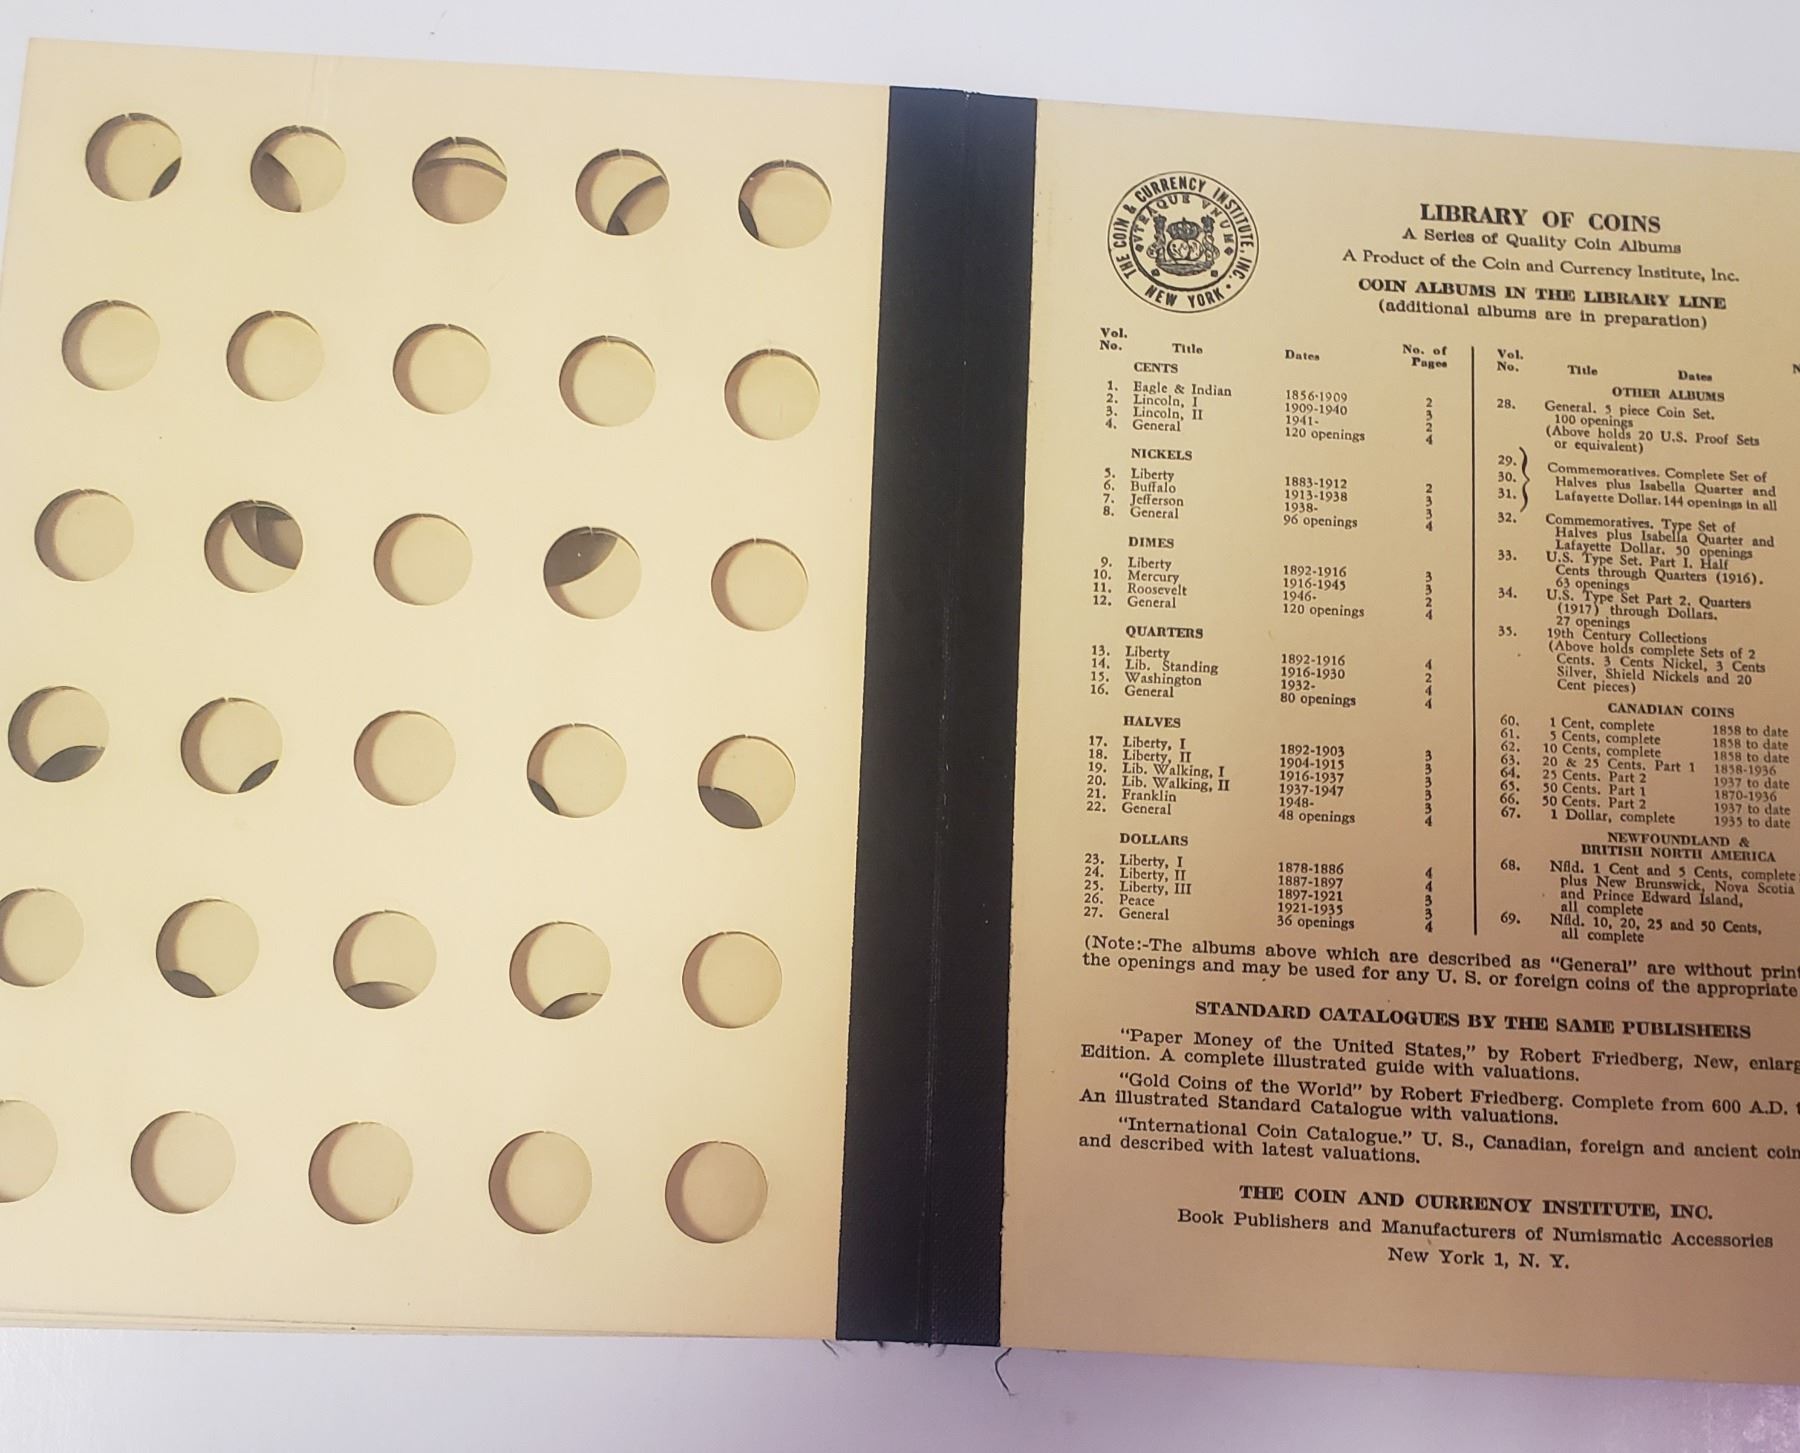 THE COIN & CURRENCY INSTITUTE, INC.
NEW YORK
VTRAQUE VNUM
LIBRARY OF COINS
A Series of Quality Coin Albums
A Product of the Coin and Currency Institute, Inc.
COIN ALBUMS IN THE LIBRARY LINE
(additional albums are in preparation)
Vol. No. Title Dates No. of Pages
CENTS
1. Eagle & Indian 1856-1909 2
2. Lincoln, I 1909-1940 3
3. Lincoln, II 1941- 2
4. General 120 openings 4
NICKELS
5. Liberty 1883-1912 2
6. Buffalo 1913-1938 3
7. Jefferson 1938- 3
8. General 96 openings 4
DIMES
9. Liberty 1892-1916 3
10. Mercury 1916-1945 3
11. Roosevelt 1946- 2
12. General 120 openings 4
QUARTERS
13. Liberty 1892-1916 4
14. Lib. Standing 1916-1930 2
15. Washington 1932- 4
16. General 80 openings 4
HALVES
17. Liberty, I 1892-1903 3
18. Liberty, II 1904-1915 3
19. Lib. Walking, I 1916-1937 3
20. Lib. Walking, II 1937-1947 3
21. Franklin 1948- 3
22. General 48 openings 4
DOLLARS
23. Liberty, I 1878-1886 4
24. Liberty, II 1887-1897 4
25. Liberty, III 1897-1921 3
26. Peace 1921-1935 3
27. General 36 openings 4
Vol. No. Title Dates N
OTHER ALBUMS
28. General. 5 piece Coin Set.
100 openings
(Above holds 20 U.S. Proof Sets
or equivalent)
29. Commemoratives. Complete Set of
30. Halves plus Isabella Quarter and
31. Lafayette Dollar. 144 openings in all
32. Commemoratives. Type Set of
Halves plus Isabella Quarter and
Lafayette Dollar. 50 openings
33. U.S. Type Set. Part I. Half
Cents through Quarters (1916).
63 openings
34. U.S. Type Set Part 2. Quarters
(1917) through Dollars.
27 openings
35. 19th Century Collections
(Above holds complete Sets of 2
Cents. 3 Cents Nickel, 3 Cents
Silver, Shield Nickels and 20
Cent pieces)
CANADIAN COINS
60. 1 Cent, complete 1858 to date
61. 5 Cents, complete 1858 to date
62. 10 Cents, complete 1858 to date
63. 20 & 25 Cents. Part 1 1858-1936
64. 25 Cents. Part 2 1937 to date
65. 50 Cents. Part 1 1870-1936
66. 50 Cents. Part 2 1937 to date
67. 1 Dollar, complete 1935 to date
NEWFOUNDLAND &
BRITISH NORTH AMERICA
68. Nfld. 1 Cent and 5 Cents, complete
plus New Brunswick, Nova Scotia
and Prince Edward Island,
all complete
69. Nfld. 10, 20, 25 and 50 Cents,
all complete
(Note:-The albums above which are described as "General" are without print
the openings and may be used for any U. S. or foreign coins of the appropriate
STANDARD CATALOGUES BY THE SAME PUBLISHERS
"Paper Money of the United States," by Robert Friedberg, New, enlarg
Edition. A complete illustrated guide with valuations.
"Gold Coins of the World" by Robert Friedberg. Complete from 600 A.D. t
An illustrated Standard Catalogue with valuations.
"International Coin Catalogue." U. S., Canadian, foreign and ancient coin
and described with latest valuations.
THE COIN AND CURRENCY INSTITUTE, INC.
Book Publishers and Manufacturers of Numismatic Accessories
New York 1, N. Y.